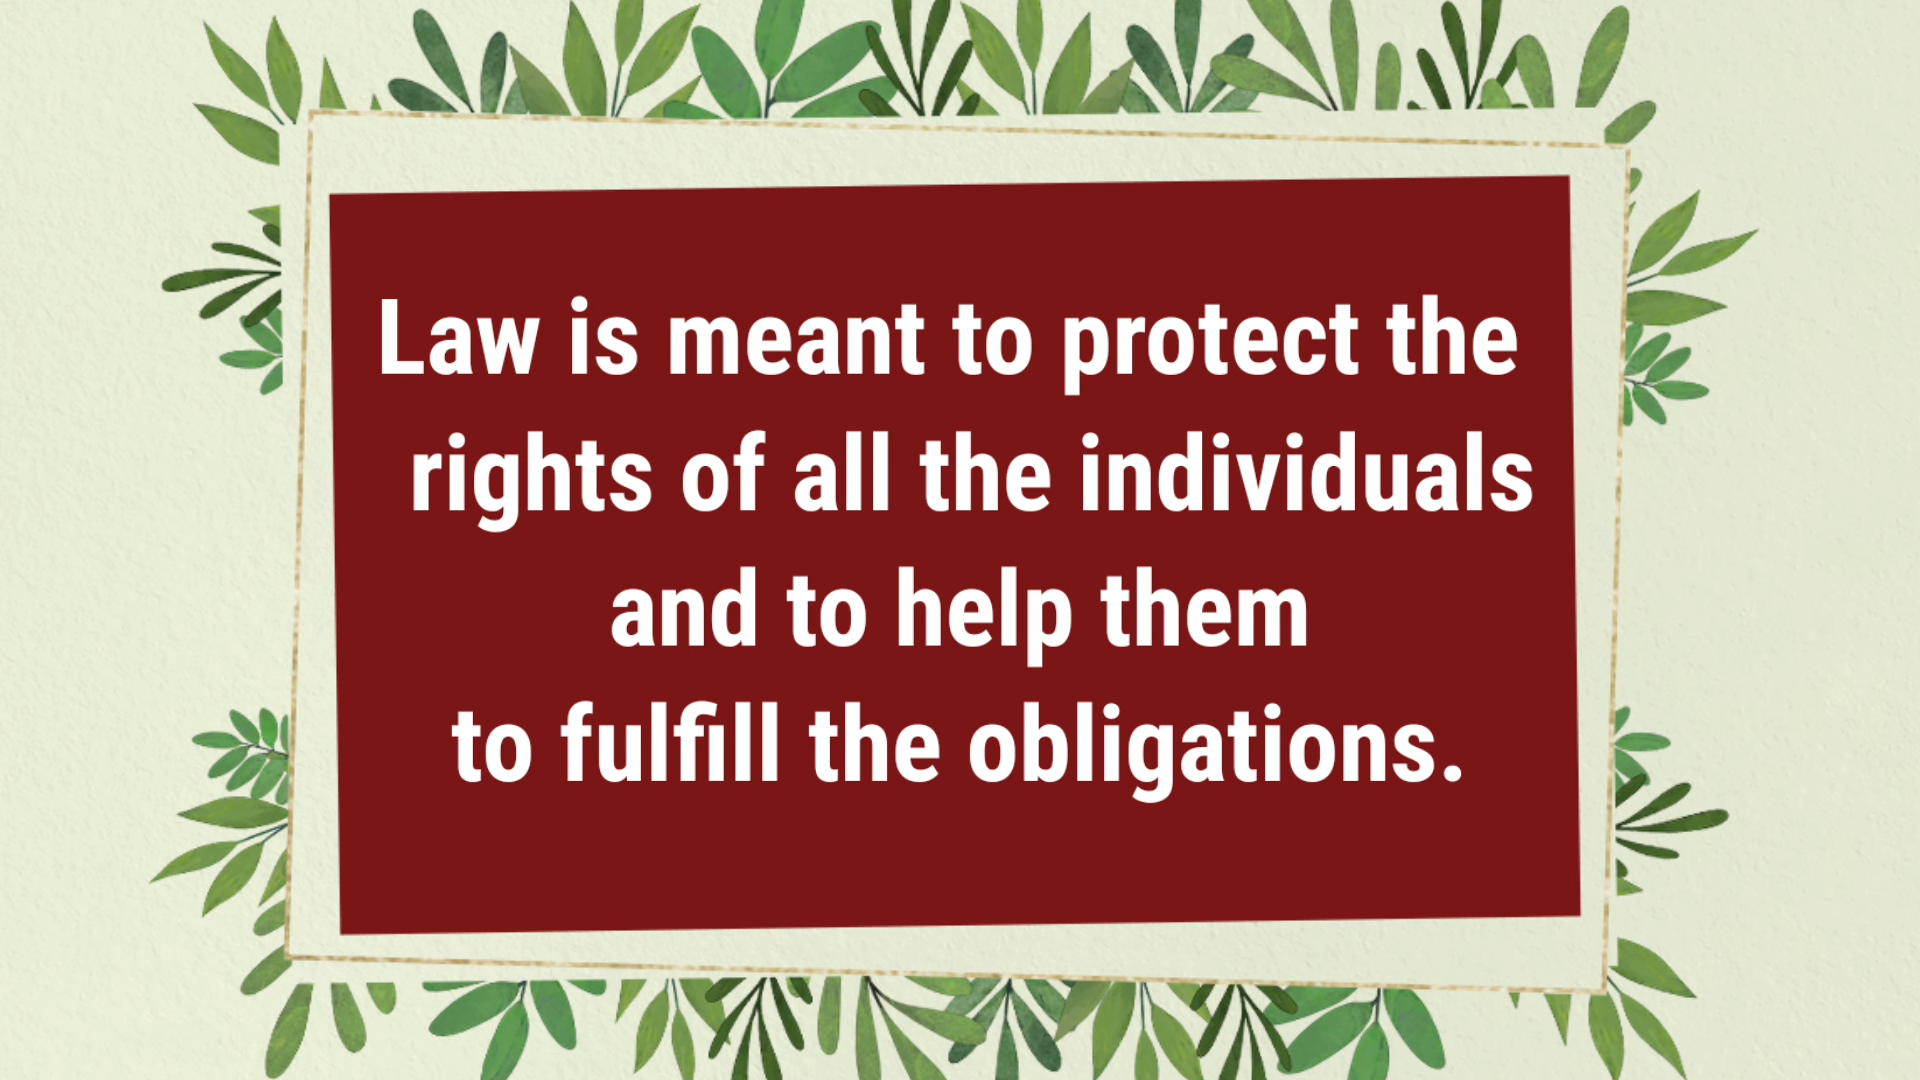 Law is meant to protect the
rights of all the individuals
and to help them
to fulfill the obligations.